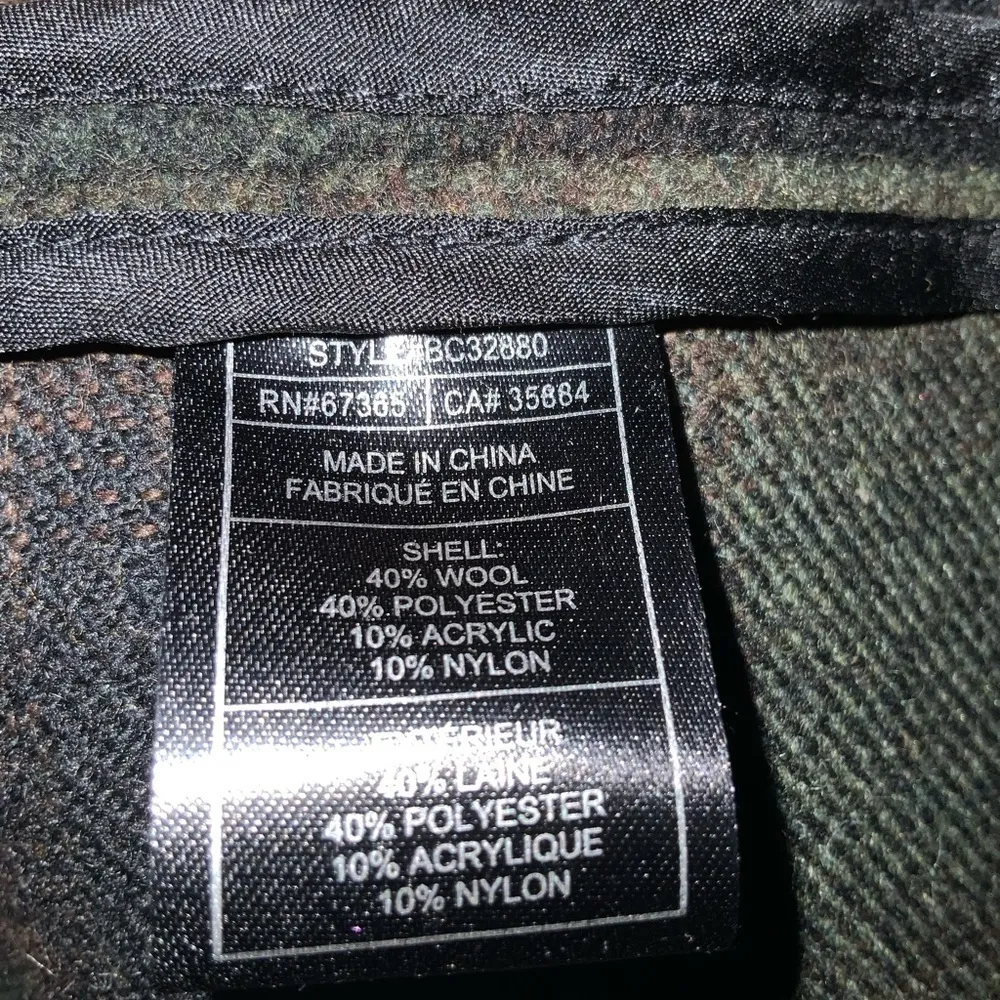 STYLE#BC32880
RN#67365 CA# 35884
MADE IN CHINA
FABRIQUÉ EN CHINE
SHELL:
40% WOOL
40% POLYESTER
10% ACRYLIC
10% NYLON
EXTÉRIEUR
40% LAINE
40% POLYESTER
10% ACRYLIQUE
10% NYLON